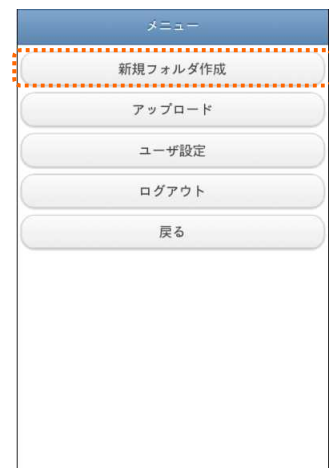 メニュー
新規フォルダ作成
アップロード
ユーザ設定
ログアウト
戻る